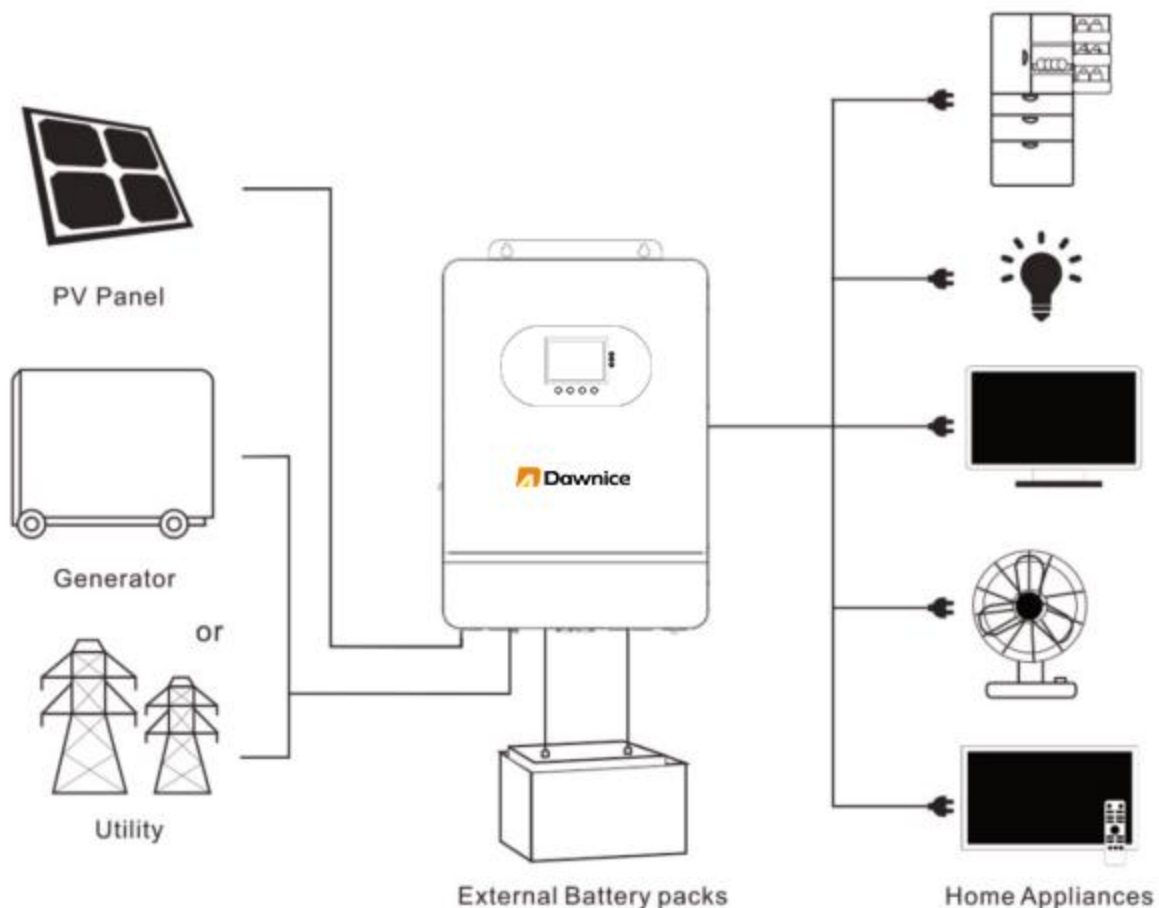 PV Panel
Generator
or
Utility
Dawnice
External Battery packs
Home Appliances